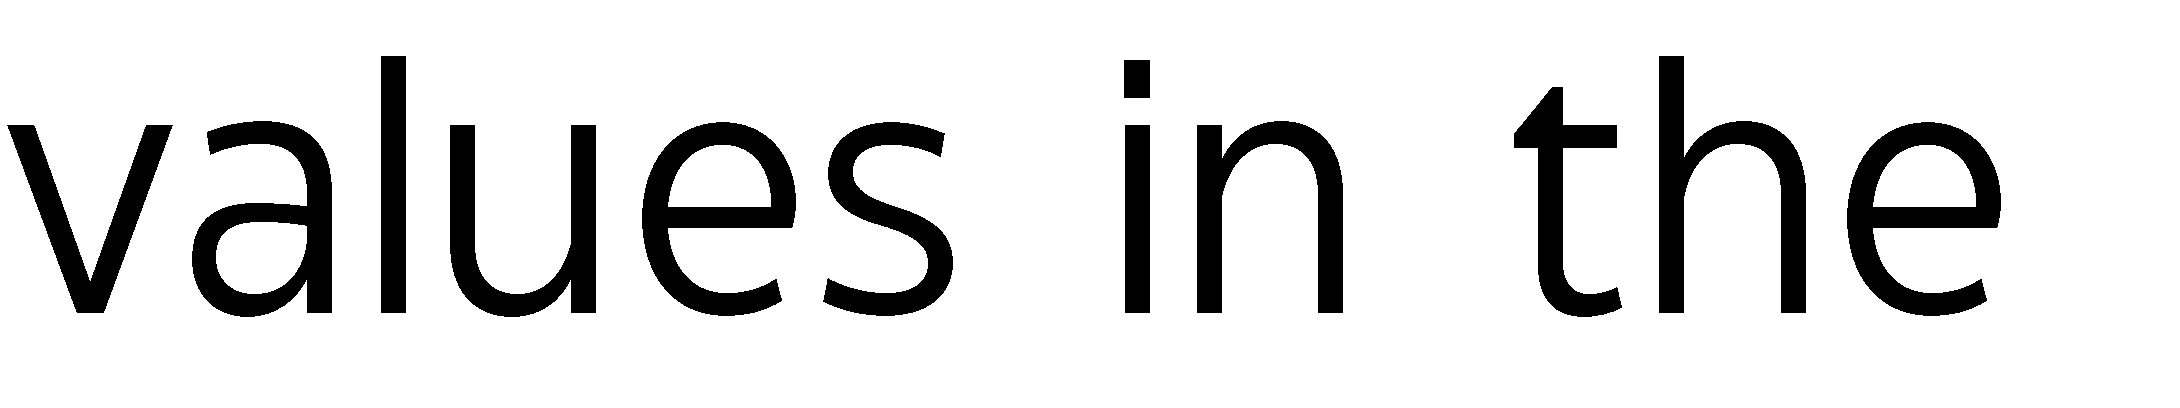 values in the